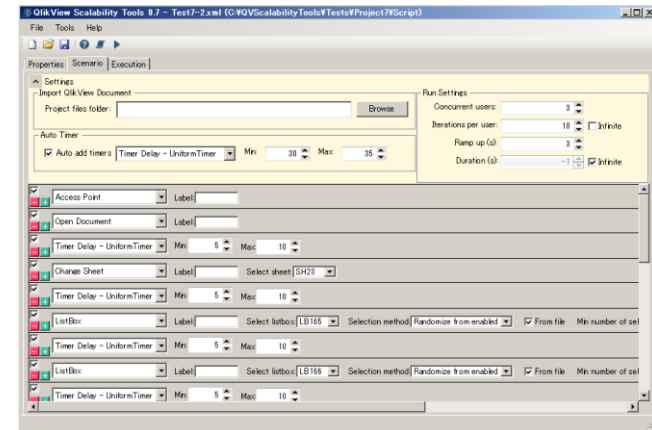 QlikView Scalability Tools 0.7 - Test7-2.xml (C:¥QVScalabilityTools¥Tests¥Project7¥Script)
File Tools Help
Properties Scenario Execution
Settings
Import QlikView Document
Project files folder: Browse
Auto Timer
Auto add timers Timer Delay - UniformTimer Min: 30 Max: 35
Run Settings
Concurrent users: 3
Iterations per user: 10 Infinite
Ramp up (s): 3
Duration (s): -1 Infinite
Access Point Label:
Open Document Label:
Timer Delay - UniformTimer Min: 5 Max: 10
Change Sheet Label: Select sheet: SH23
Timer Delay - UniformTimer Min: 5 Max: 10
ListBox Label: Select listbox: LB165 Selection method: Randomize from enabled From file Min number of sel
Timer Delay - UniformTimer Min: 5 Max: 10
ListBox Label: Select listbox: LB166 Selection method: Randomize from enabled From file Min number of sel
Timer Delay - UniformTimer Min: 5 Max: 10